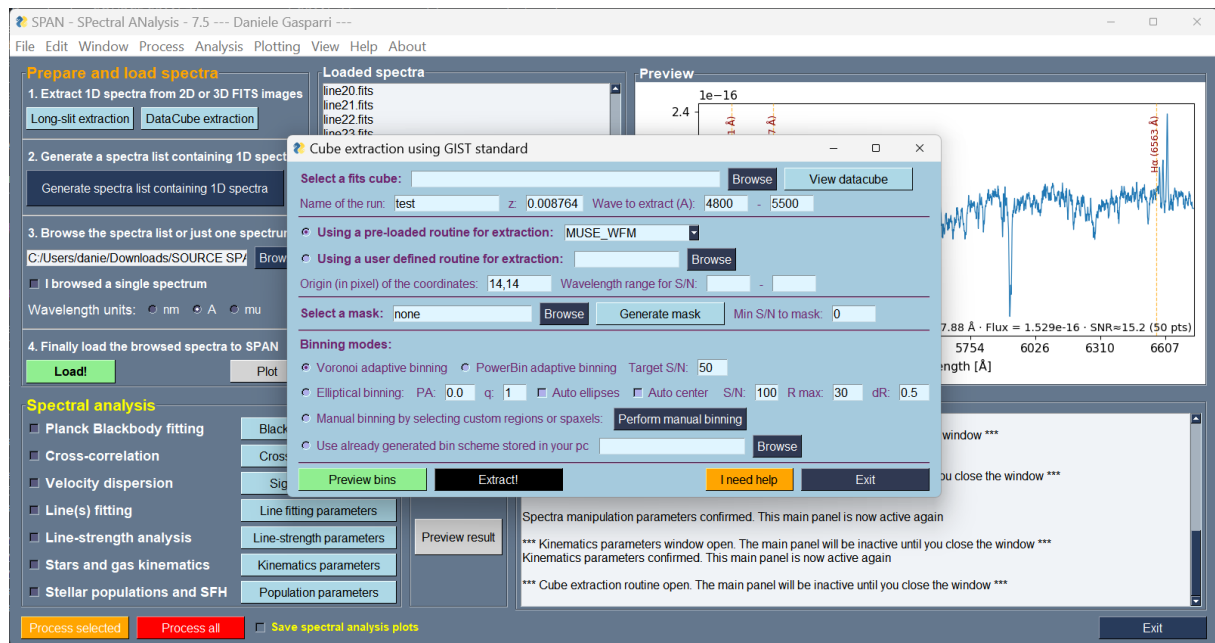 SPAN - SPectral ANalysis - 7.5 --- Daniele Gasparri ---
File Edit Window Process Analysis Plotting View Help About
Prepare and load spectra
1. Extract 1D spectra from 2D or 3D FITS images
Long-slit extraction DataCube extraction
2. Generate a spectra list containing 1D spect
Generate spectra list containing 1D spectra
3. Browse the spectra list or just one spectrun
C:/Users/danie/Downloads/SOURCE SPA Brow
I browsed a single spectrum
Wavelength units: nm A mu
4. Finally load the browsed spectra to SPAN
Load! Plot
Loaded spectra
line20.fits
line21.fits
line22.fits
line23.fits
Preview
1e−16
2.4
Å)
Å)
Hα (6563 Å)
7.88 Å · Flux = 1.529e-16 · SNR≈15.2 (50 pts)
5754 6026 6310 6607
ength [Å]
Cube extraction using GIST standard
Select a fits cube: Browse View datacube
Name of the run: test z: 0.008764 Wave to extract (A): 4800 - 5500
Using a pre-loaded routine for extraction: MUSE_WFM
Using a user defined routine for extraction: Browse
Origin (in pixel) of the coordinates: 14,14 Wavelength range for S/N: -
Select a mask: none Browse Generate mask Min S/N to mask: 0
Binning modes:
Voronoi adaptive binning PowerBin adaptive binning Target S/N: 50
Elliptical binning: PA: 0.0 q: 1 Auto ellipses Auto center S/N: 100 R max: 30 dR: 0.5
Manual binning by selecting custom regions or spaxels: Perform manual binning
Use already generated bin scheme stored in your pc Browse
Preview bins Extract! I need help Exit
Spectral analysis
Planck Blackbody fitting Black
Cross-correlation Cross
Velocity dispersion Sig
Line(s) fitting Line fitting parameters
Line-strength analysis Line-strength parameters
Stars and gas kinematics Kinematics parameters
Stellar populations and SFH Population parameters
Preview result
window ***
ou close the window ***
Spectra manipulation parameters confirmed. This main panel is now active again
*** Kinematics parameters window open. The main panel will be inactive until you close the window ***
Kinematics parameters confirmed. This main panel is now active again
*** Cube extraction routine open. The main panel will be inactive until you close the window ***
Process selected Process all Save spectral analysis plots Exit